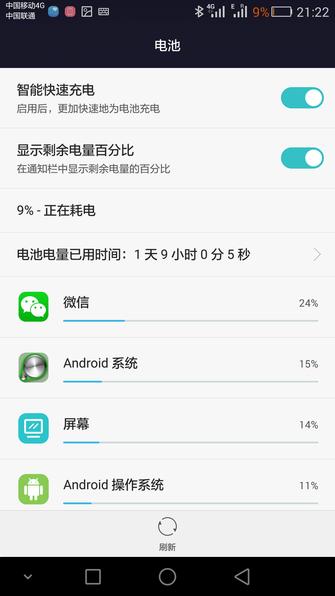 中国移动4G
中国联通
4G
E
R
9%
21:22
电池
智能快速充电
启用后，更加快速地为电池充电
显示剩余电量百分比
在通知栏中显示剩余电量的百分比
9% - 正在耗电
电池电量已用时间：1 天 9 小时 0 分 5 秒
微信
24%
Android 系统
15%
屏幕
14%
Android 操作系统
11%
刷新